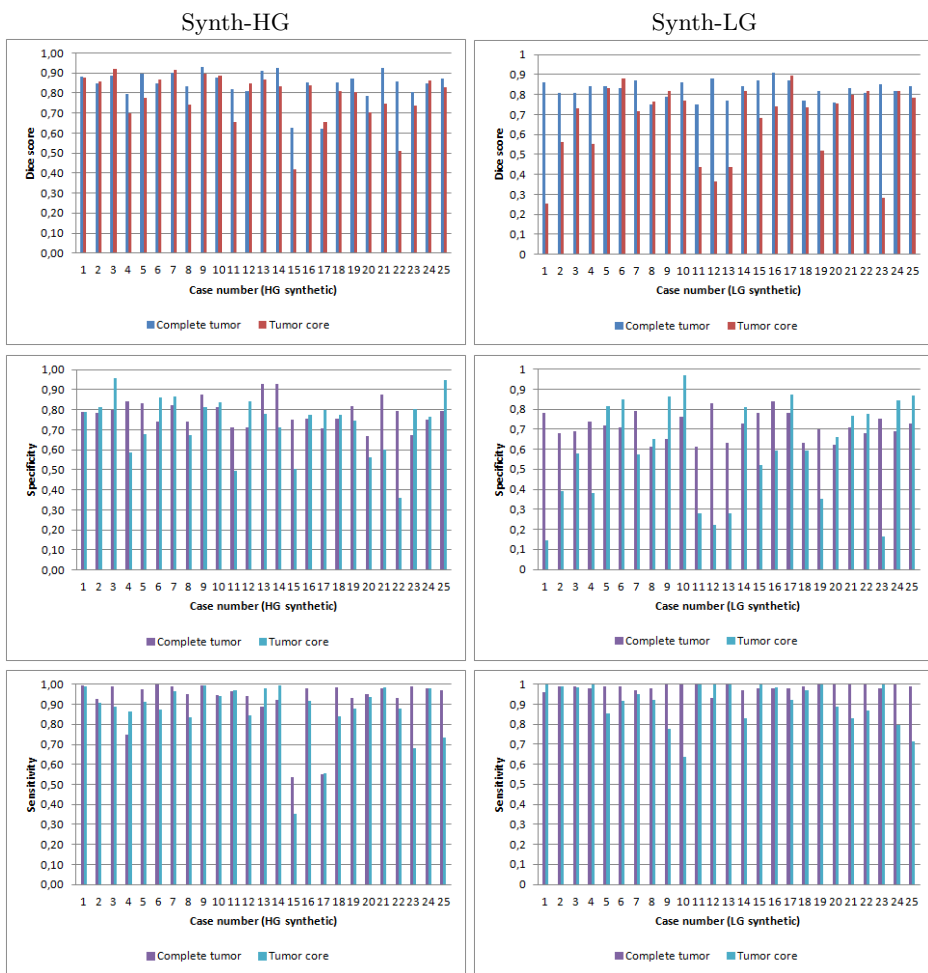 Synth-HG
Synth-LG
1,00
0,90
0,80
0,70
0,60
0,50
0,40
0,30
0,20
0,10
0,00
Dice score
1 2 3 4 5 6 7 8 9 10 11 12 13 14 15 16 17 18 19 20 21 22 23 24 25
Case number (HG synthetic)
Complete tumor Tumor core
1
0,9
0,8
0,7
0,6
0,5
0,4
0,3
0,2
0,1
0
Dice score
1 2 3 4 5 6 7 8 9 10 11 12 13 14 15 16 17 18 19 20 21 22 23 24 25
Case number (LG synthetic)
Complete tumor Tumor core
1,00
0,90
0,80
0,70
0,60
0,50
0,40
0,30
0,20
0,10
0,00
Specificity
1 2 3 4 5 6 7 8 9 10 11 12 13 14 15 16 17 18 19 20 21 22 23 24 25
Case number (HG synthetic)
Complete tumor Tumor core
1
0,9
0,8
0,7
0,6
0,5
0,4
0,3
0,2
0,1
0
Specificity
1 2 3 4 5 6 7 8 9 10 11 12 13 14 15 16 17 18 19 20 21 22 23 24 25
Case number (LG synthetic)
Complete tumor Tumor core
1,00
0,90
0,80
0,70
0,60
0,50
0,40
0,30
0,20
0,10
0,00
Sensitivity
1 2 3 4 5 6 7 8 9 10 11 12 13 14 15 16 17 18 19 20 21 22 23 24 25
Case number (HG synthetic)
Complete tumor Tumor core
1
0,9
0,8
0,7
0,6
0,5
0,4
0,3
0,2
0,1
0
Sensitivity
1 2 3 4 5 6 7 8 9 10 11 12 13 14 15 16 17 18 19 20 21 22 23 24 25
Case number (LG synthetic)
Complete tumor Tumor core